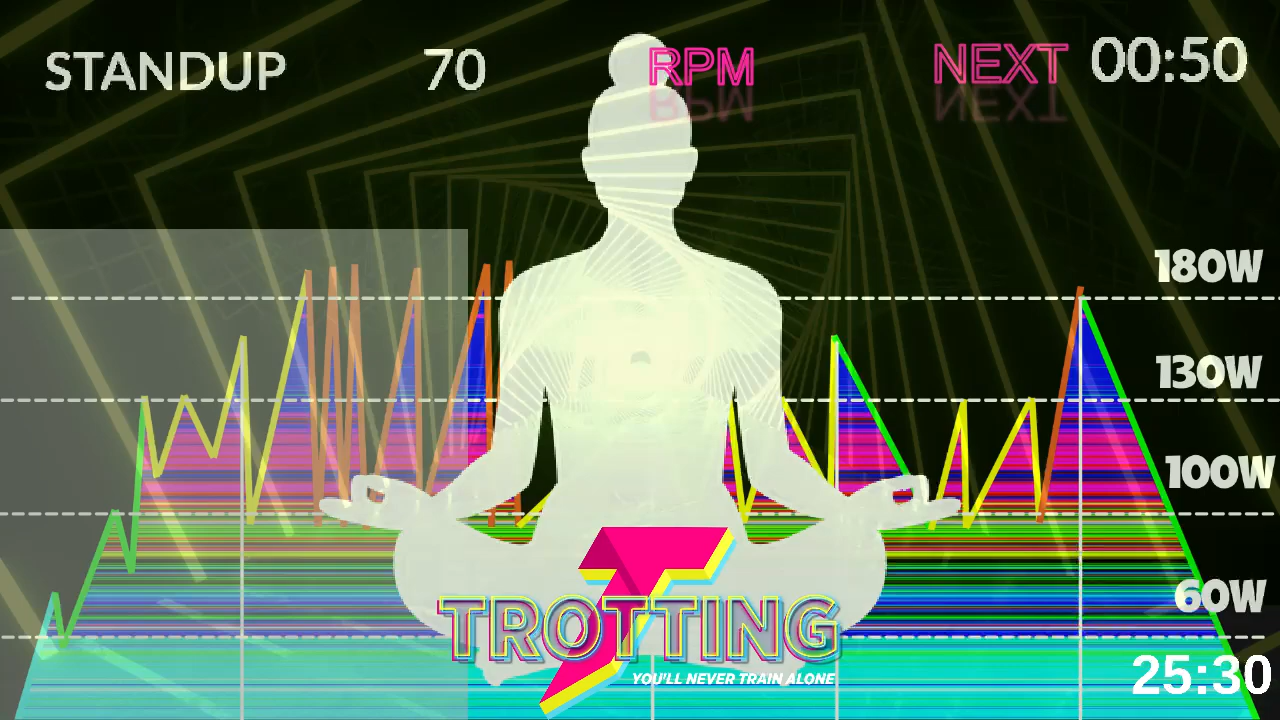 STANDUP 70 RPM NEXT 00:50
180W
130W
100W
60W
TROTTING
YOU'LL NEVER TRAIN ALONE
25:30